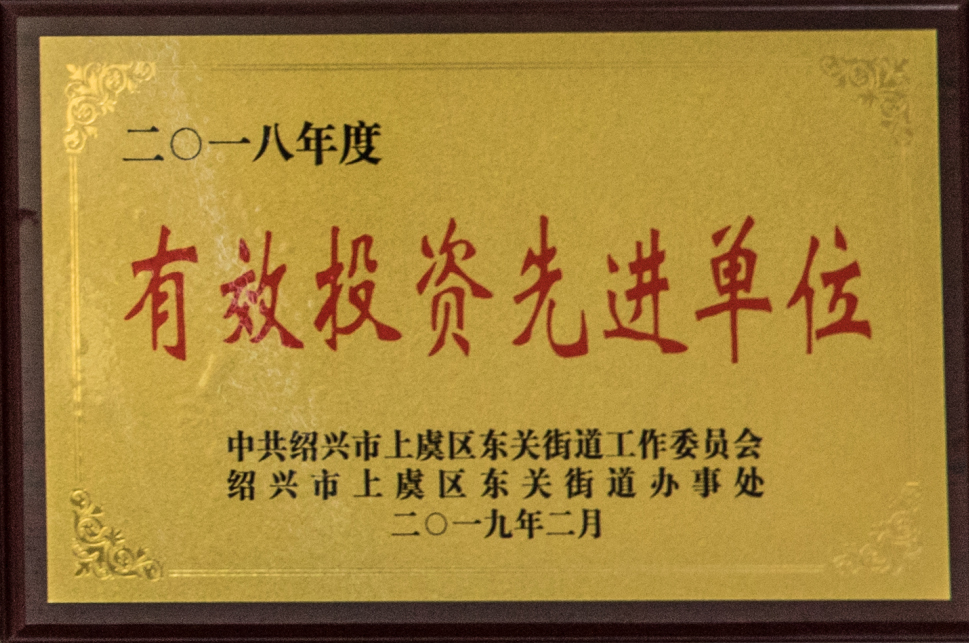 二〇一八年度
有效投资先进单位
中共绍兴市上虞区东关街道工作委员会
绍兴市上虞区东关街道办事处
二〇一九年二月